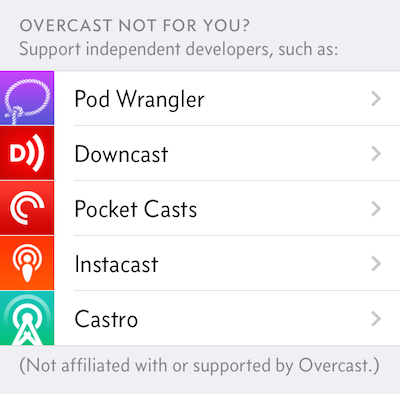 OVERCAST NOT FOR YOU?
Support independent developers, such as:
Pod Wrangler
D Downcast
Pocket Casts
Instacast
Castro
(Not affiliated with or supported by Overcast.)